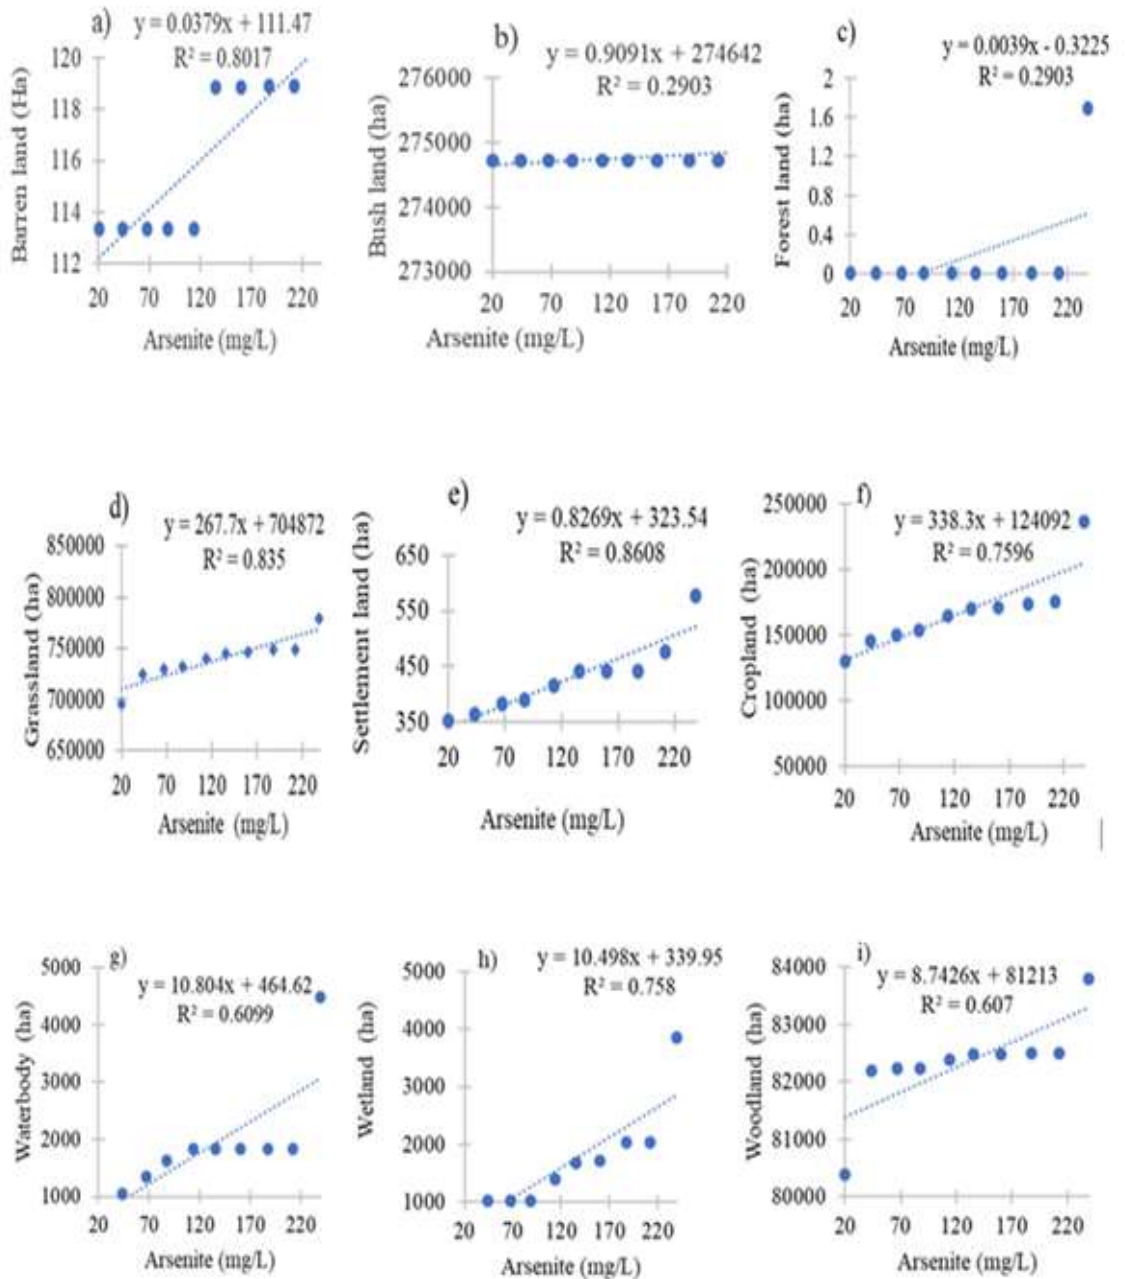 a)
y = 0.0379x + 111.47
R² = 0.8017
Barren land (Ha)
120
118
116
114
112
20 70 120 170 220
Arsenite (mg/L)
b)
y = 0.9091x + 274642
R² = 0.2903
Bush land (ha)
276000
275000
274000
273000
20 70 120 170 220
Arsenite (mg/L)
c)
y = 0.0039x - 0.3225
R² = 0.2903
Forest land (ha)
2
1.6
1.2
0.8
0.4
0
20 70 120 170 220
Arsenite (mg/L)
d)
y = 267.7x + 704872
R² = 0.835
Grassland (ha)
850000
800000
750000
700000
650000
20 70 120 170 220
Arsenite (mg/L)
e)
y = 0.8269x + 323.54
R² = 0.8608
Settlement land (ha)
650
550
450
350
20 70 120 170 220
Arsenite (mg/L)
f)
y = 338.3x + 124092
R² = 0.7596
Cropland (ha)
250000
200000
150000
100000
50000
20 70 120 170 220
Arsenite (mg/L)
g)
y = 10.804x + 464.62
R² = 0.6099
Waterbody (ha)
5000
4000
3000
2000
1000
20 70 120 170 220
Arsenite (mg/L)
h)
y = 10.498x + 339.95
R² = 0.758
Wetland (ha)
5000
4000
3000
2000
1000
20 70 120 170 220
Arsenite (mg/L)
i)
y = 8.7426x + 81213
R² = 0.607
Woodland (ha)
84000
83000
82000
81000
80000
20 70 120 170 220
Arsenite (mg/L)